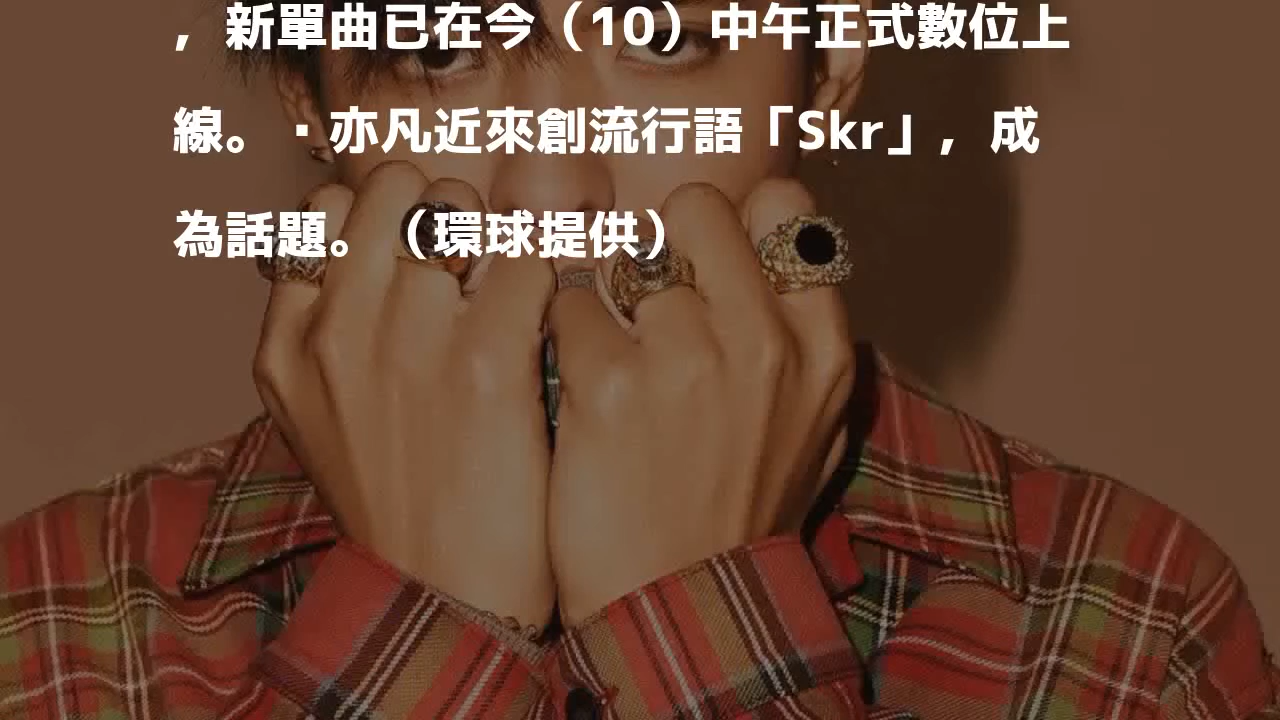 ，新單曲已在今（10）中午正式數位上
線。▪亦凡近來創流行語「Skr」，成
為話題。（環球提供）